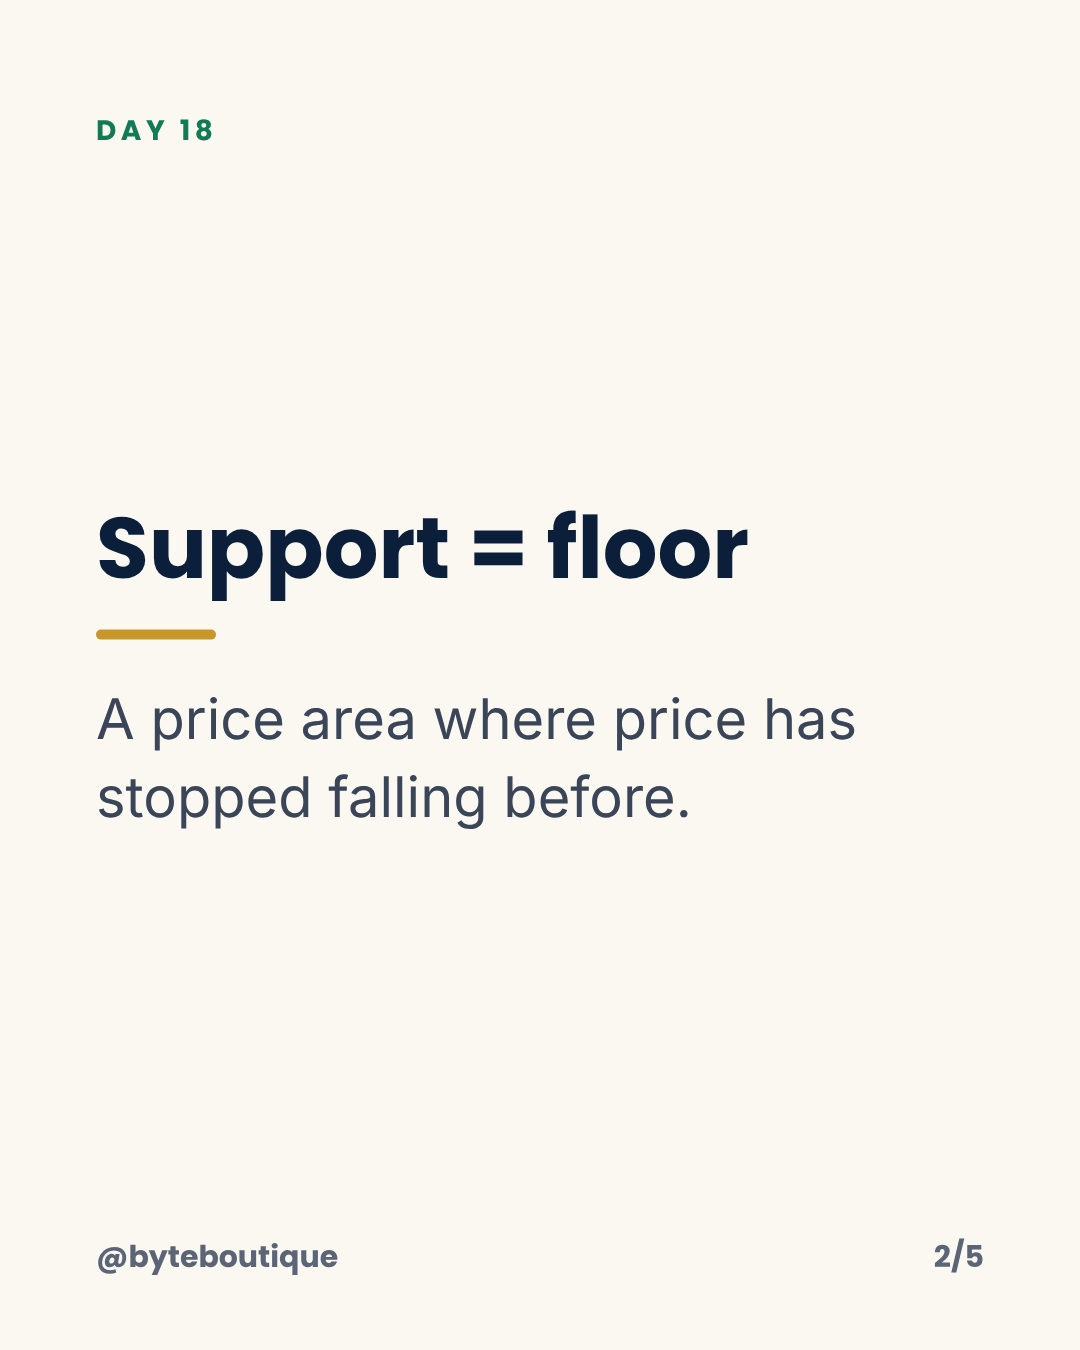 DAY 18
Support = floor
A price area where price has
stopped falling before.
@byteboutique
2/5